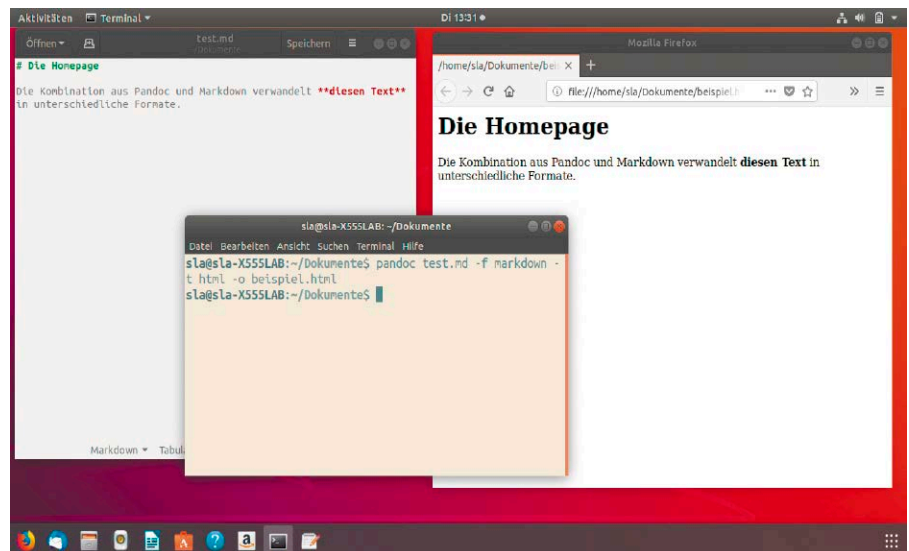 Aktivitäten Terminal Di 13:31
Öffnen test.md Speichern
~/Dokumente
# Die Homepage
Die Kombination aus Pandoc und Markdown verwandelt **diesen Text**
in unterschiedliche Formate.
Markdown Tabul
Mozilla Firefox
/home/sla/Dokumente/bei
file:///home/sla/Dokumente/beispiel.h
Die Homepage
Die Kombination aus Pandoc und Markdown verwandelt diesen Text in
unterschiedliche Formate.
sla@sla-X555LAB: ~/Dokumente
Datei Bearbeiten Ansicht Suchen Terminal Hilfe
sla@sla-X555LAB:~/Dokumente$ pandoc test.md -f markdown -
t html -o beispiel.html
sla@sla-X555LAB:~/Dokumente$